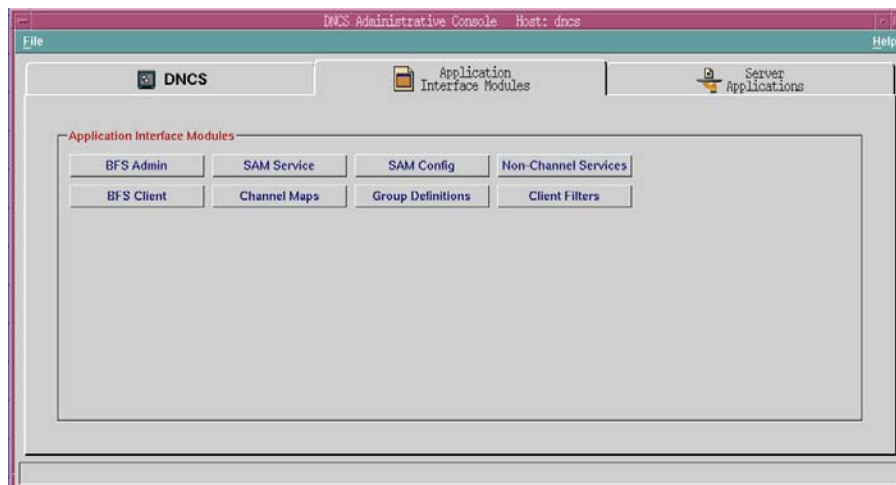 DNCS Administrative Console Host: dncs
File
Help
DNCS
Application
Interface Modules
Server
Applications
Application Interface Modules
BFS Admin
SAM Service
SAM Config
Non-Channel Services
BFS Client
Channel Maps
Group Definitions
Client Filters